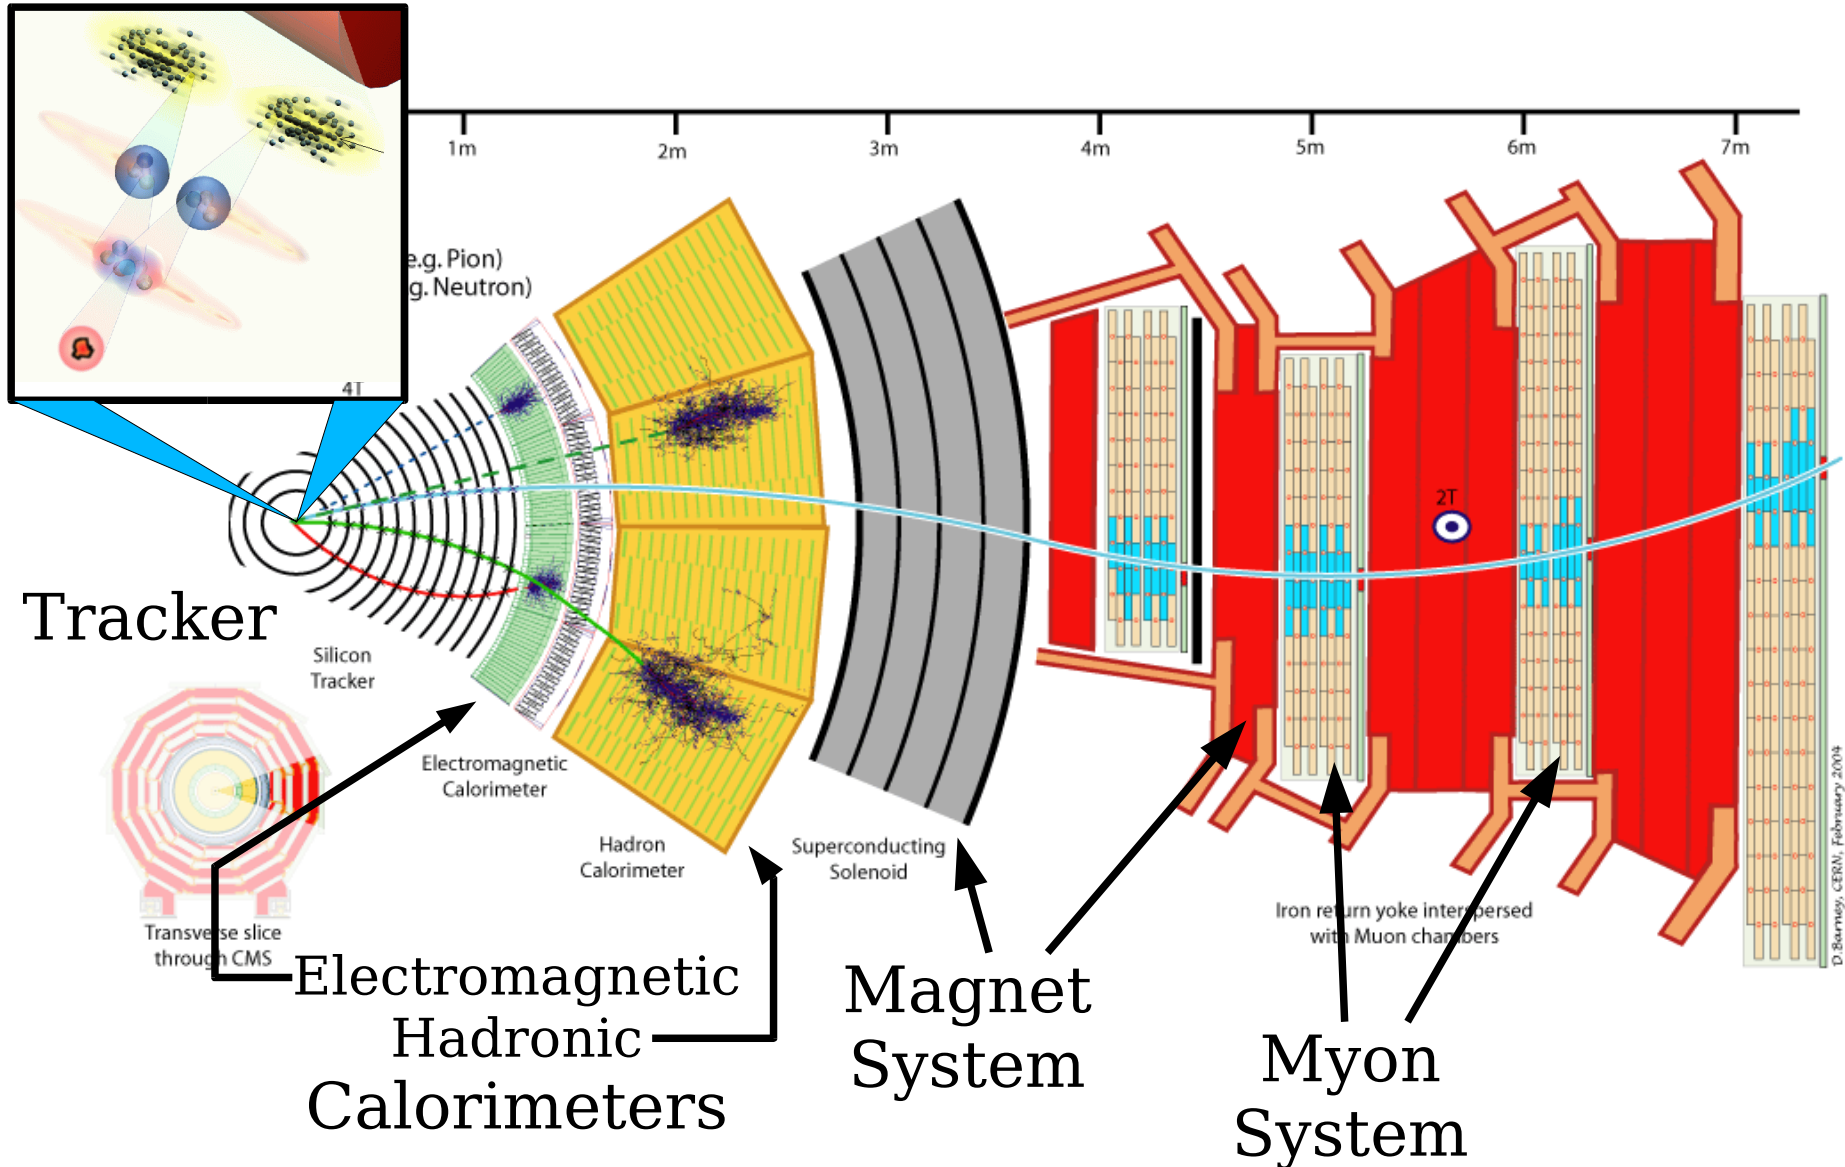 1m
2m
3m
4m
5m
6m
7m
e.g. Pion)
g. Neutron)
4T
2T
Tracker
Silicon
Tracker
Electromagnetic
Calorimeter
Hadron
Calorimeter
Superconducting
Solenoid
Iron return yoke interspersed
with Muon chambers
Transverse slice
through CMS
Electromagnetic
Hadronic
Calorimeters
Magnet
System
Myon
System
D.Barney, CERN, February 2004